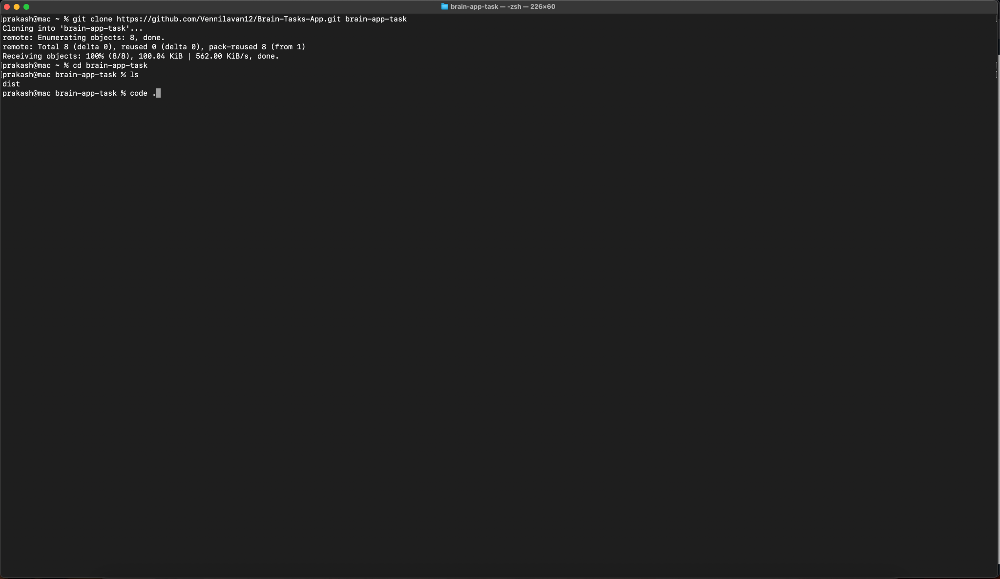 brain-app-task — -zsh — 226×60
[prakash@mac ~ % git clone https://github.com/Vennilavan12/Brain-Tasks-App.git brain-app-task ]
Cloning into 'brain-app-task'...
remote: Enumerating objects: 8, done.
remote: Total 8 (delta 0), reused 0 (delta 0), pack-reused 8 (from 1)
Receiving objects: 100% (8/8), 100.04 KiB | 562.00 KiB/s, done.
[prakash@mac ~ % cd brain-app-task ]
[prakash@mac brain-app-task % ls ]
dist
prakash@mac brain-app-task % code .